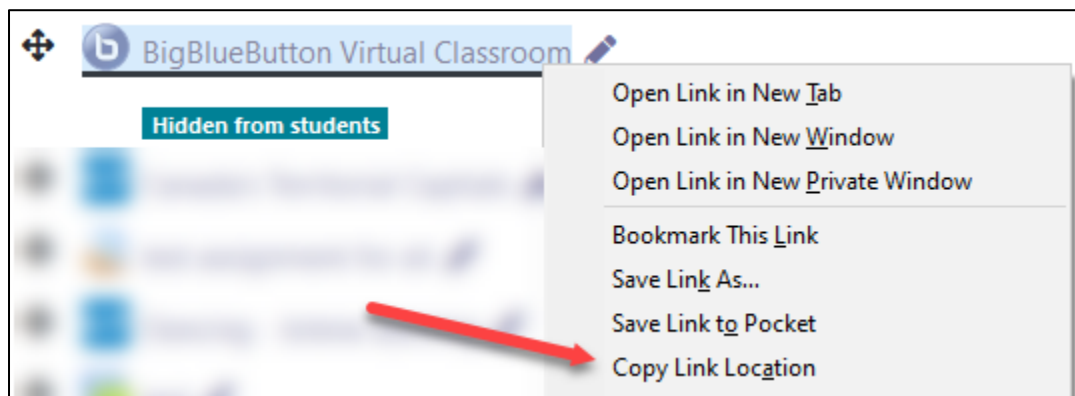 BigBlueButton Virtual Classroom
Hidden from students
Open Link in New Tab
Open Link in New Window
Open Link in New Private Window
Bookmark This Link
Save Link As...
Save Link to Pocket
Copy Link Location